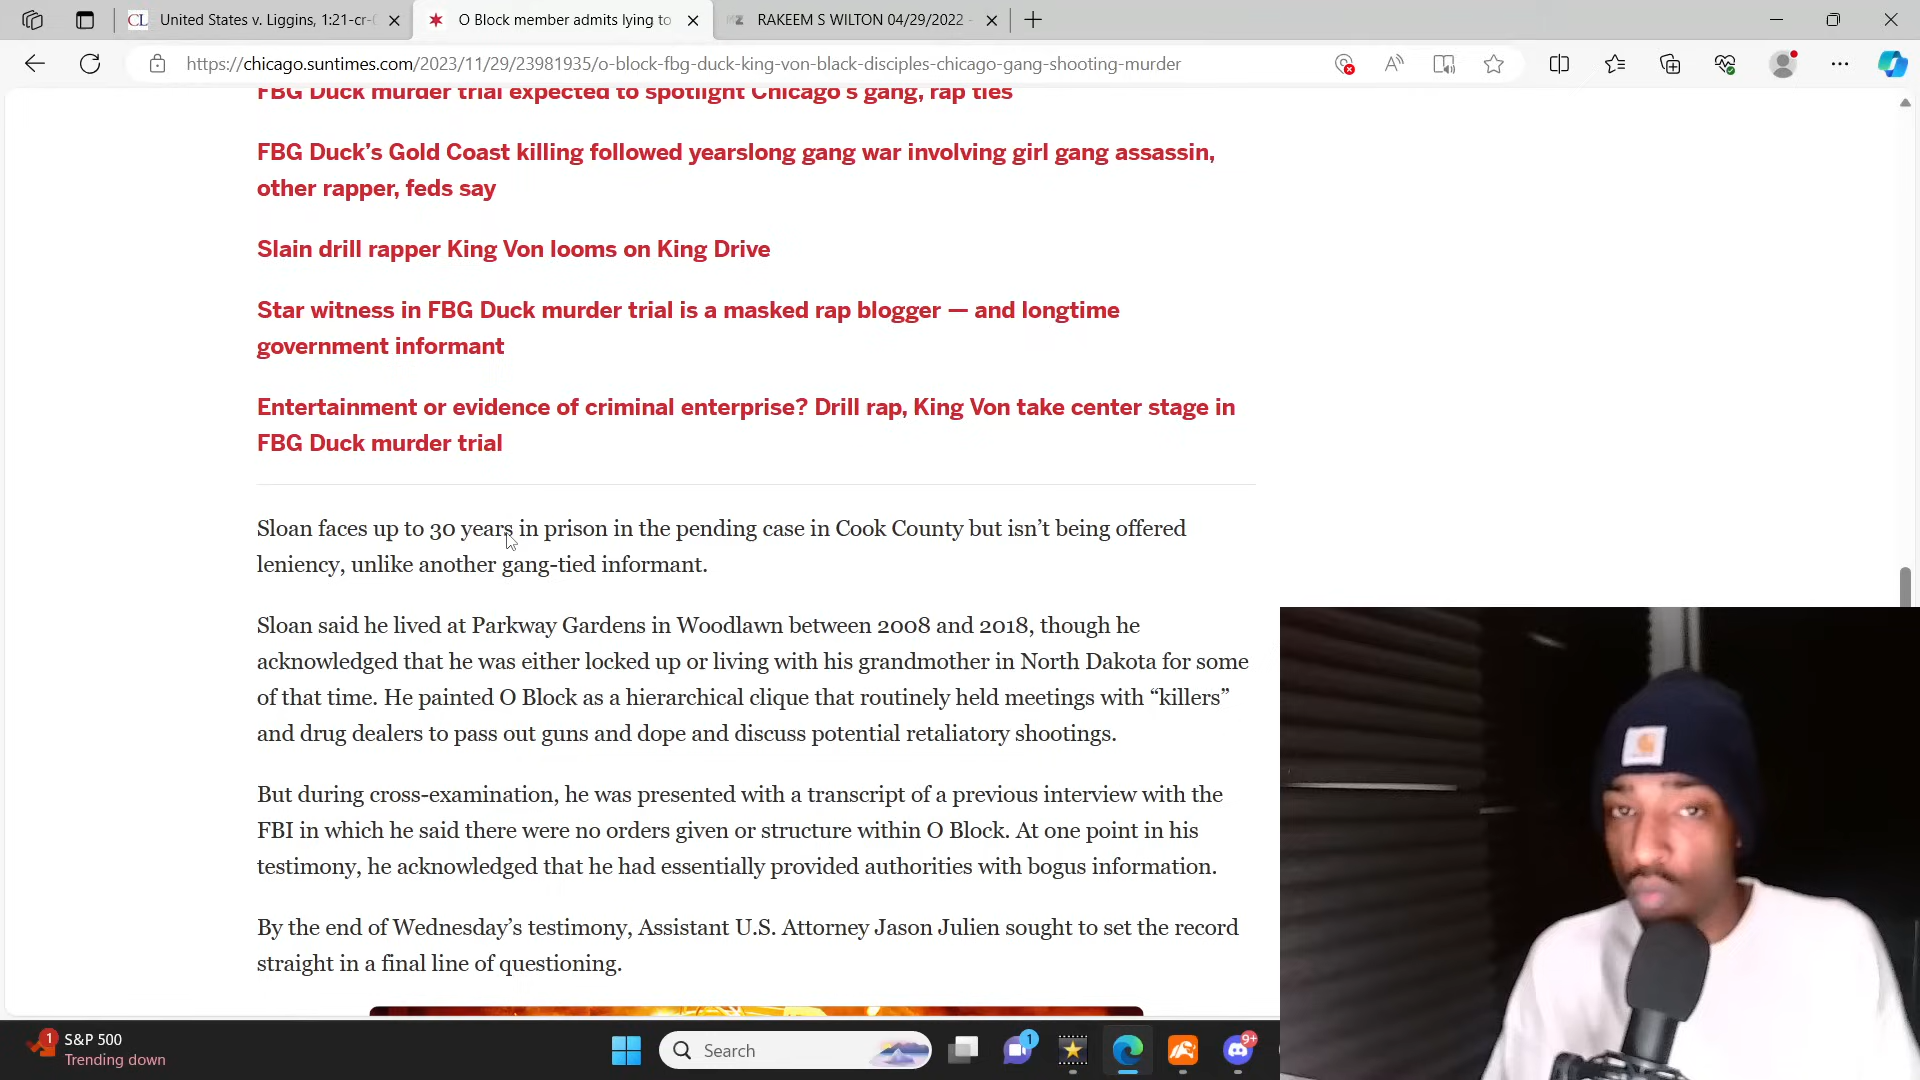 United States v. Liggins, 1:21-cr-
O Block member admits lying to
RAKEEM S WILTON 04/29/2022 -
https://chicago.suntimes.com/2023/11/29/23981935/o-block-fbg-duck-king-von-black-disciples-chicago-gang-shooting-murder
FBG Duck murder trial expected to spotlight Chicago's gang, rap ties
FBG Duck’s Gold Coast killing followed yearslong gang war involving girl gang assassin,
other rapper, feds say
Slain drill rapper King Von looms on King Drive
Star witness in FBG Duck murder trial is a masked rap blogger — and longtime
government informant
Entertainment or evidence of criminal enterprise? Drill rap, King Von take center stage in
FBG Duck murder trial
Sloan faces up to 30 years in prison in the pending case in Cook County but isn’t being offered
leniency, unlike another gang-tied informant.
Sloan said he lived at Parkway Gardens in Woodlawn between 2008 and 2018, though he
acknowledged that he was either locked up or living with his grandmother in North Dakota for some
of that time. He painted O Block as a hierarchical clique that routinely held meetings with “killers”
and drug dealers to pass out guns and dope and discuss potential retaliatory shootings.
But during cross-examination, he was presented with a transcript of a previous interview with the
FBI in which he said there were no orders given or structure within O Block. At one point in his
testimony, he acknowledged that he had essentially provided authorities with bogus information.
By the end of Wednesday’s testimony, Assistant U.S. Attorney Jason Julien sought to set the record
straight in a final line of questioning.
1
S&P 500
Trending down
Search
1
9+